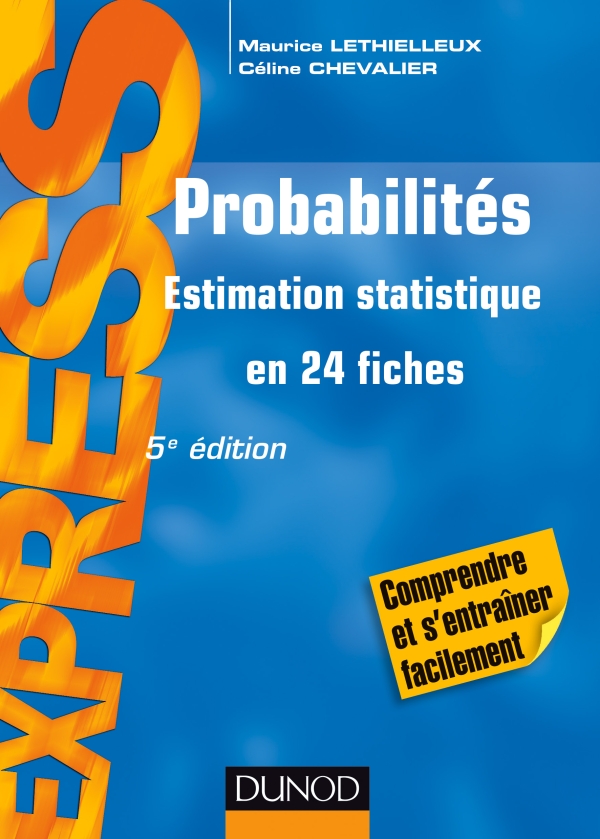 Maurice LETHIELLEUX
Céline CHEVALIER
Probabilités
Estimation statistique
en 24 fiches
5e édition
EXPRESS
Comprendre
et s'entraîner
facilement
DUNOD